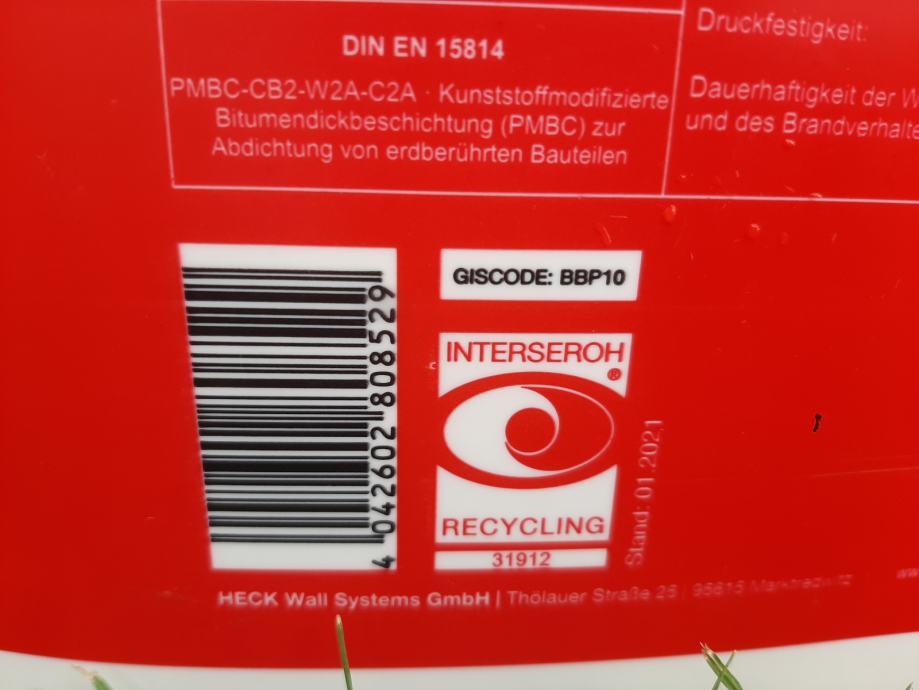 DIN EN 15814
PMBC-CB2-W2A-C2A · Kunststoffmodifizierte
Bitumendickbeschichtung (PMBC) zur
Abdichtung von erdberührten Bauteilen
Druckfestigkeit:
Dauerhaftigkeit der W
und des Brandverhalte
4 042602 808529
GISCODE: BBP10
INTERSEROH
®
RECYCLING
31912
Stand: 01.2021
HECK Wall Systems GmbH | Thölauer Straße 25 | 95615 Marktredwitz